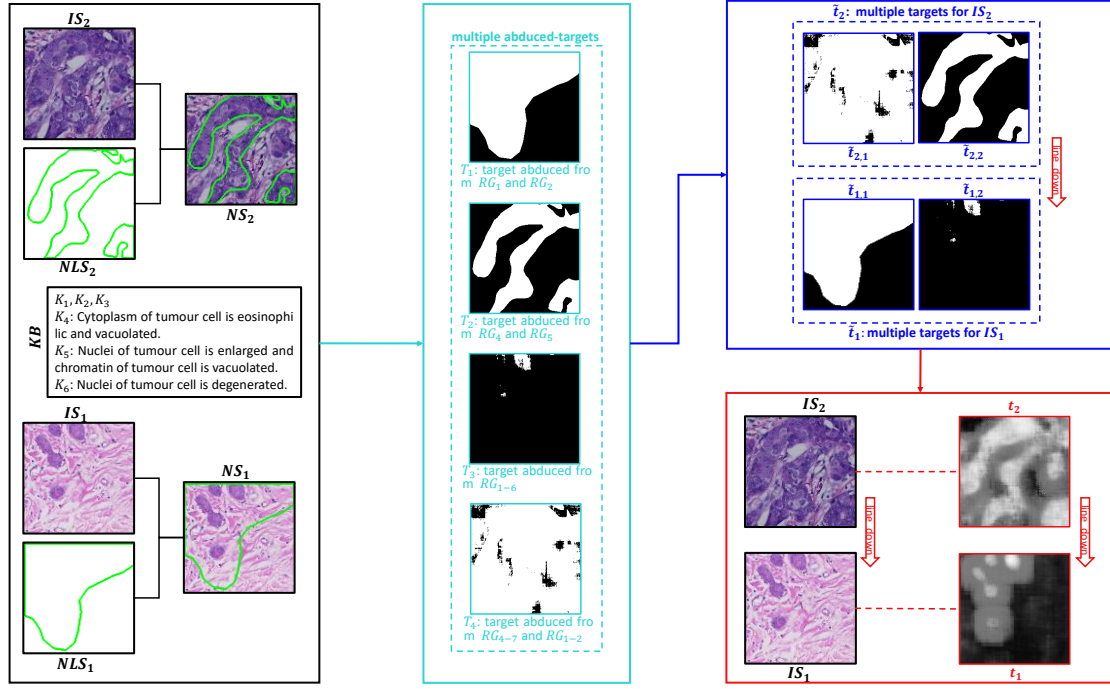 IS₂
NS₂
NLS₂
KB
K₁, K₂, K₃
K₄: Cytoplasm of tumour cell is eosinophi
lic and vacuolated.
K₅: Nuclei of tumour cell is enlarged and
chromatin of tumour cell is vacuolated.
K₆: Nuclei of tumour cell is degenerated.
IS₁
NS₁
NLS₁
multiple abduced-targets
T₁: target abduced fro
m RG₁ and RG₂
T₂: target abduced fro
m RG₄ and RG₅
T₃: target abduced fro
m RG₁₋₆
T₄: target abduced fro
m RG₄₋₇ and RG₁₋₂
t̃₂: multiple targets for IS₂
t̃₂,₁
t̃₂,₂
line down
t̃₁,₁
t̃₁,₂
t̃₁: multiple targets for IS₁
IS₂
t₂
line down
line down
IS₁
t₁